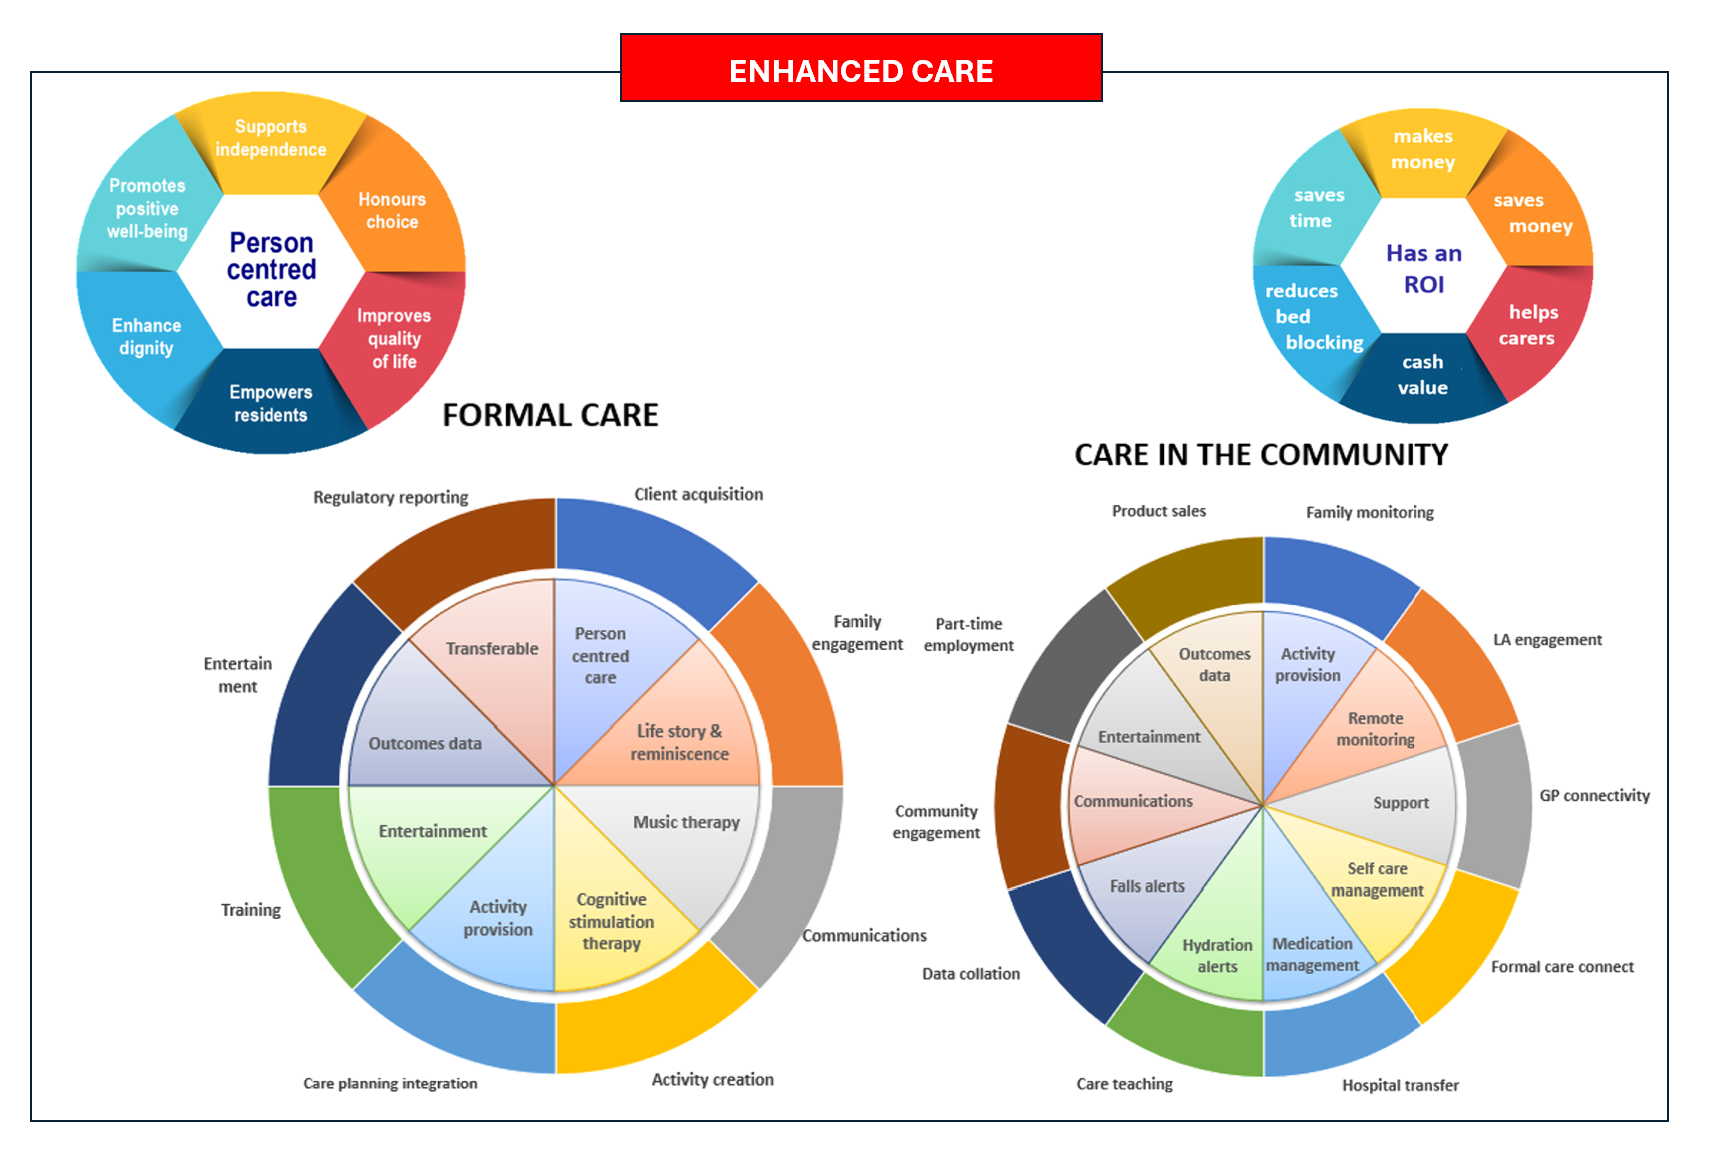 ENHANCED CARE
Supports
independence
Honours
choice
Improves
quality
of life
Empowers
residents
Enhance
dignity
Promotes
positive
well-being
Person
centred
care
makes
money
saves
money
helps
carers
cash
value
reduces
bed
blocking
saves
time
Has an
ROI
FORMAL CARE
Client acquisition
Family
engagement
Communications
Activity creation
Care planning integration
Training
Entertain
ment
Regulatory reporting
Person
centred
care
Life story &
reminiscence
Music therapy
Cognitive
stimulation
therapy
Activity
provision
Entertainment
Outcomes data
Transferable
CARE IN THE COMMUNITY
Family monitoring
LA engagement
GP connectivity
Formal care connect
Hospital transfer
Care teaching
Data collation
Community
engagement
Part-time
employment
Product sales
Activity
provision
Remote
monitoring
Support
Self care
management
Medication
management
Hydration
alerts
Falls alerts
Communications
Entertainment
Outcomes
data